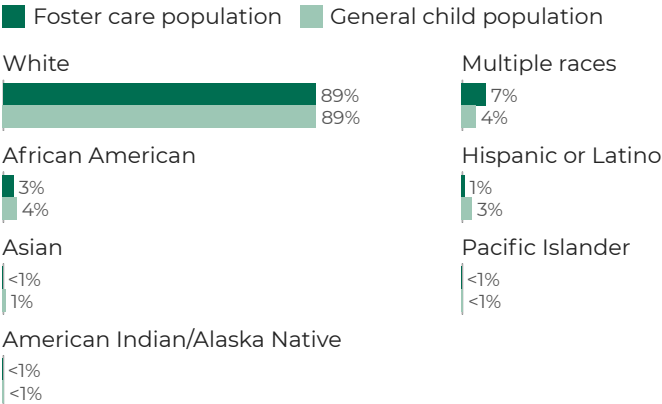 Foster care population
General child population
White
89%
89%
Multiple races
7%
4%
African American
3%
4%
Hispanic or Latino
1%
3%
Asian
<1%
1%
Pacific Islander
<1%
<1%
American Indian/Alaska Native
<1%
<1%